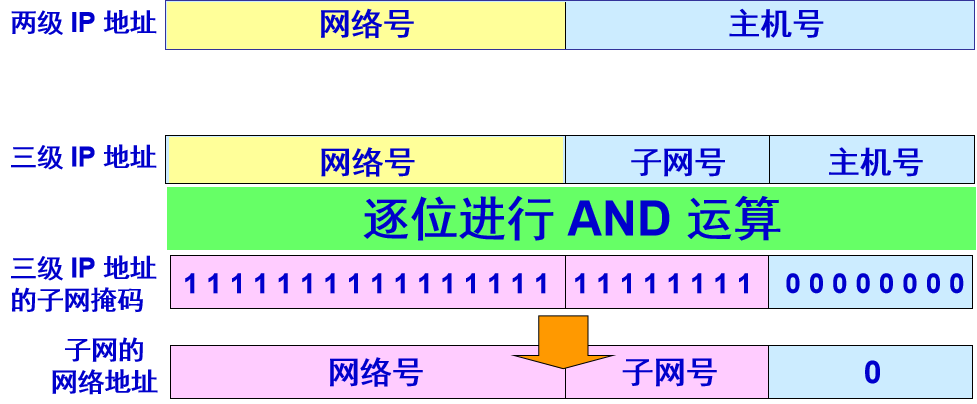 两级 IP 地址 网络号 主机号
三级 IP 地址 网络号 子网号 主机号
逐位进行 AND 运算
三级 IP 地址
的子网掩码
1 1 1 1 1 1 1 1 1 1 1 1 1 1 1 1 1 1 1 1 1 1 1 1 0 0 0 0 0 0 0 0
子网的
网络地址
网络号 子网号 0